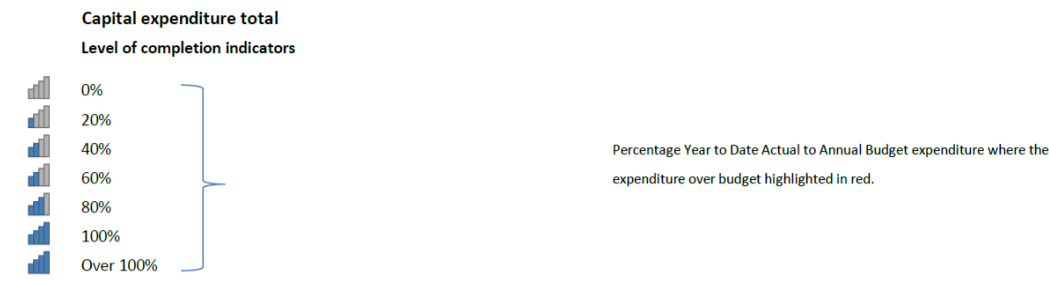 Capital expenditure total
Level of completion indicators
0%
20%
40%
60%
80%
100%
Over 100%
Percentage Year to Date Actual to Annual Budget expenditure where the
expenditure over budget highlighted in red.